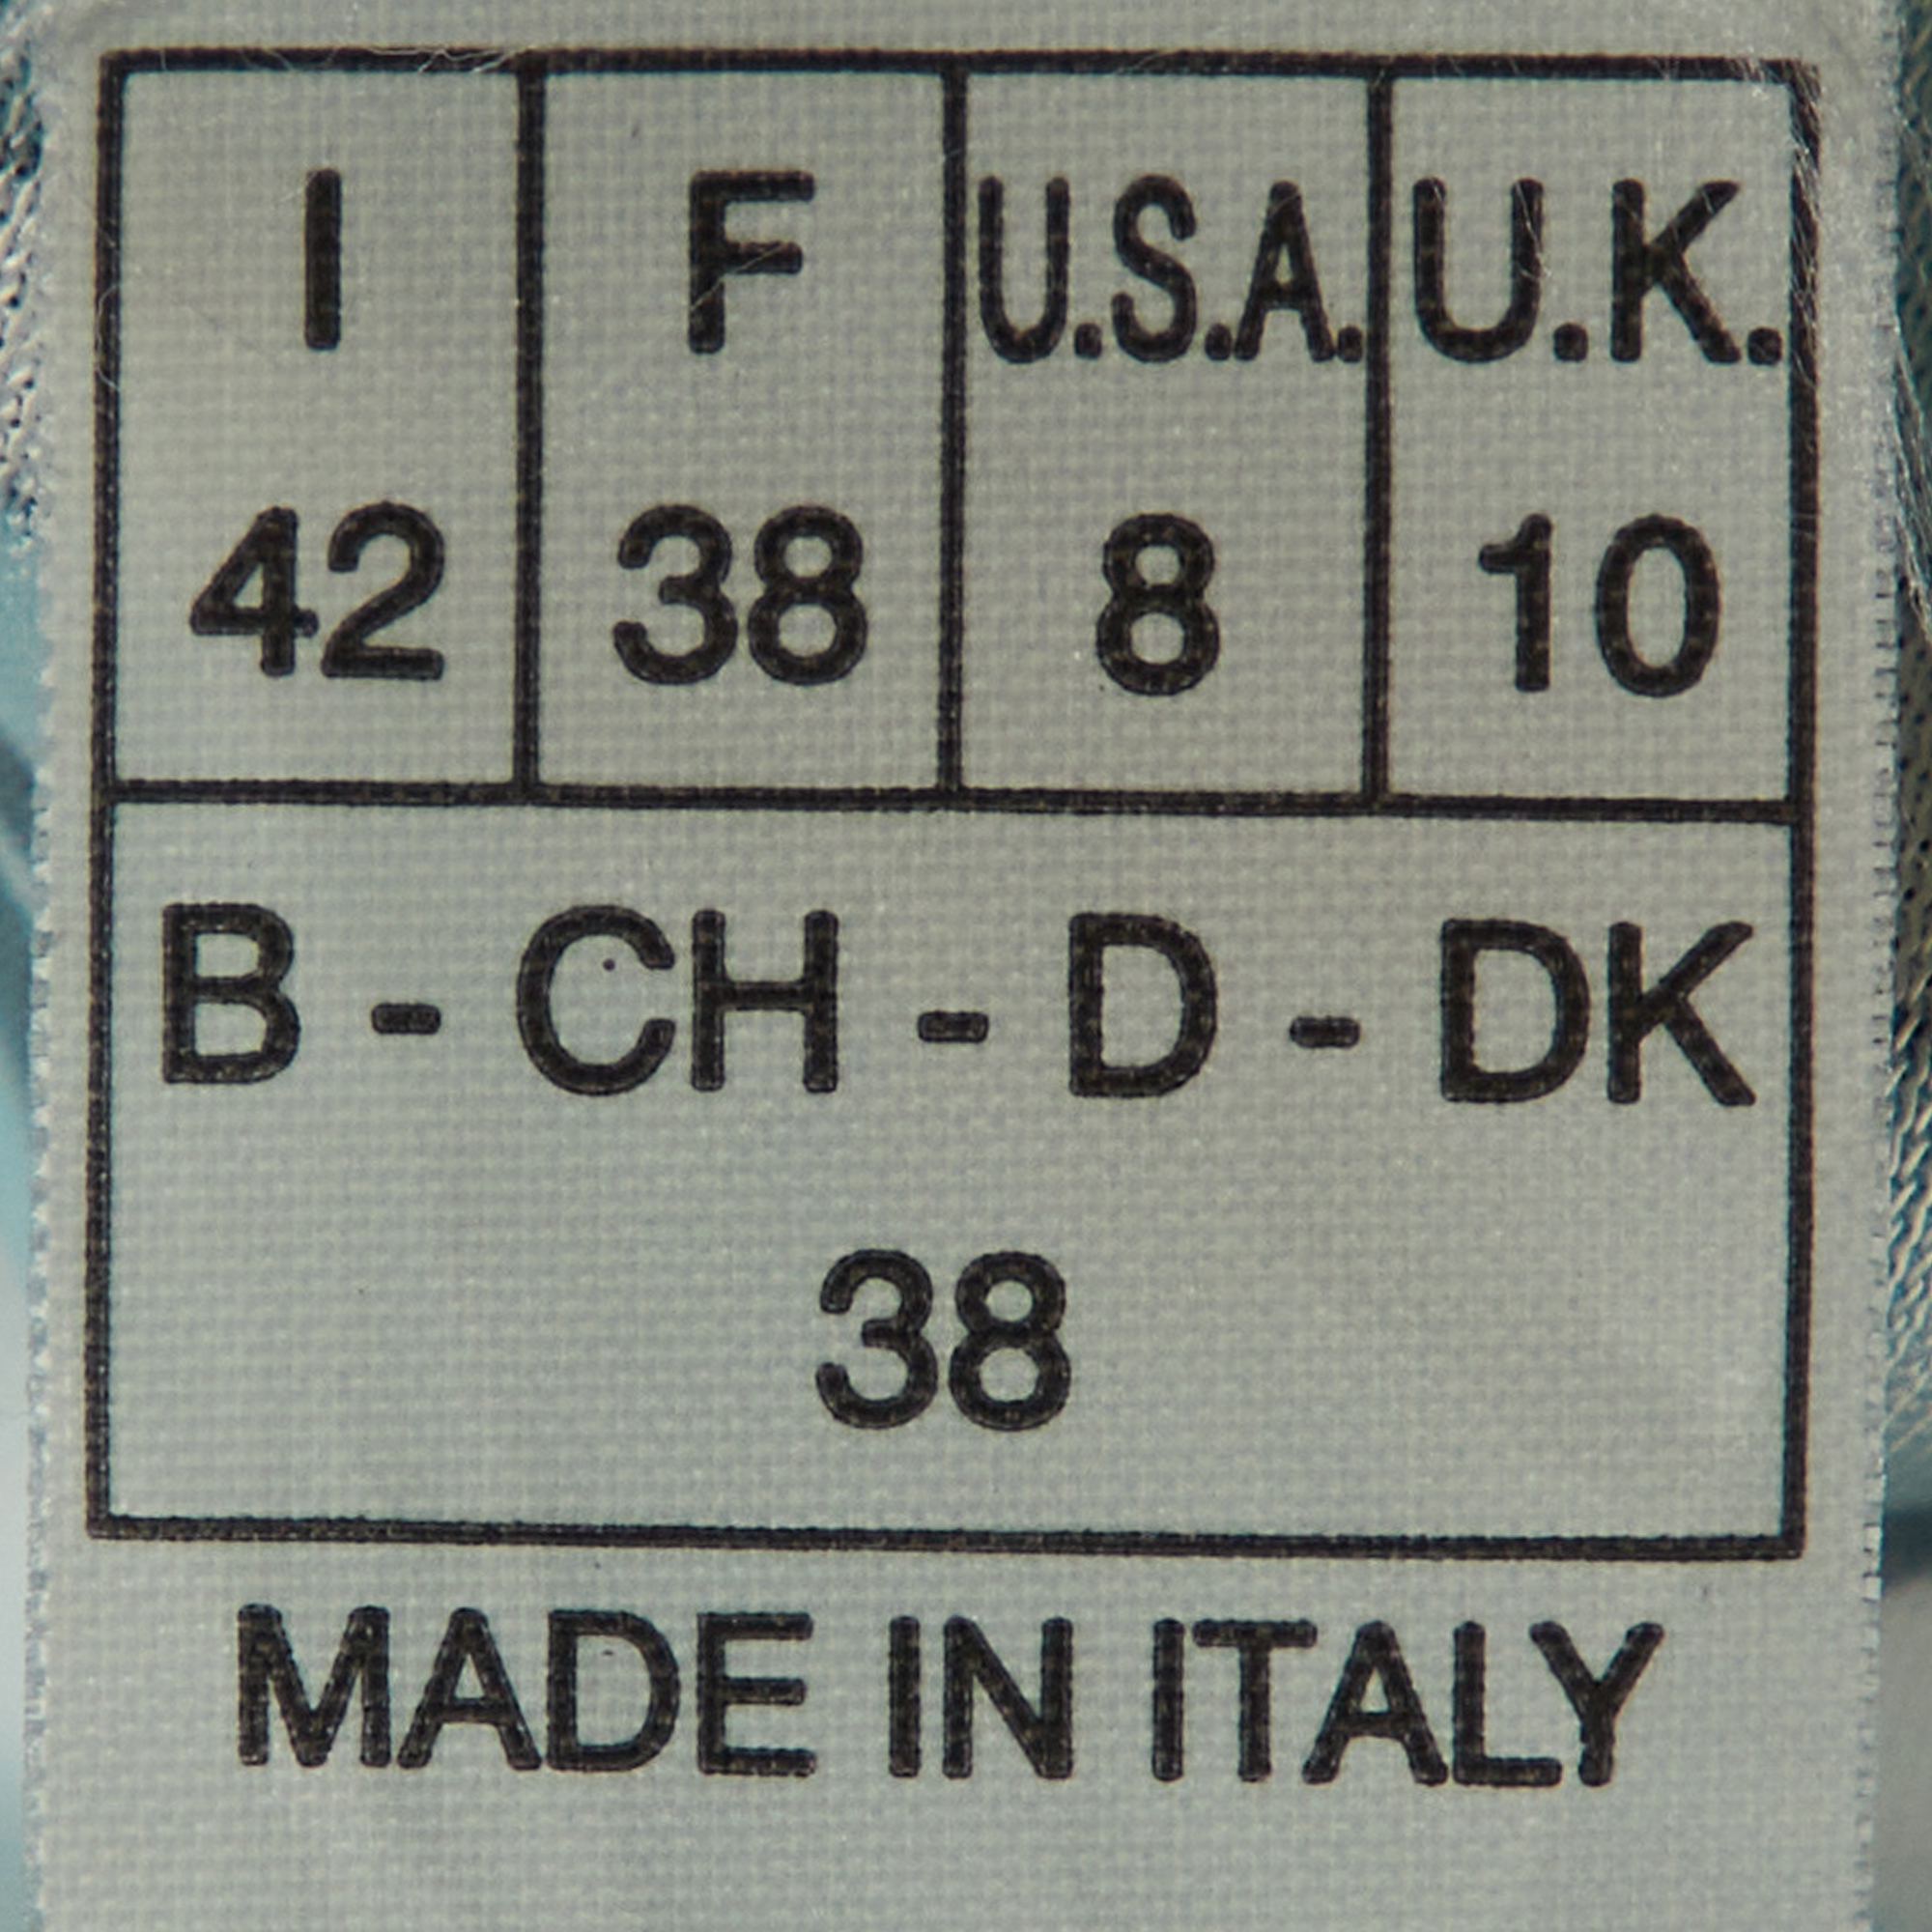 I F U.S.A. U.K.
42 38 8 10
B - CH - D - DK
38
MADE IN ITALY